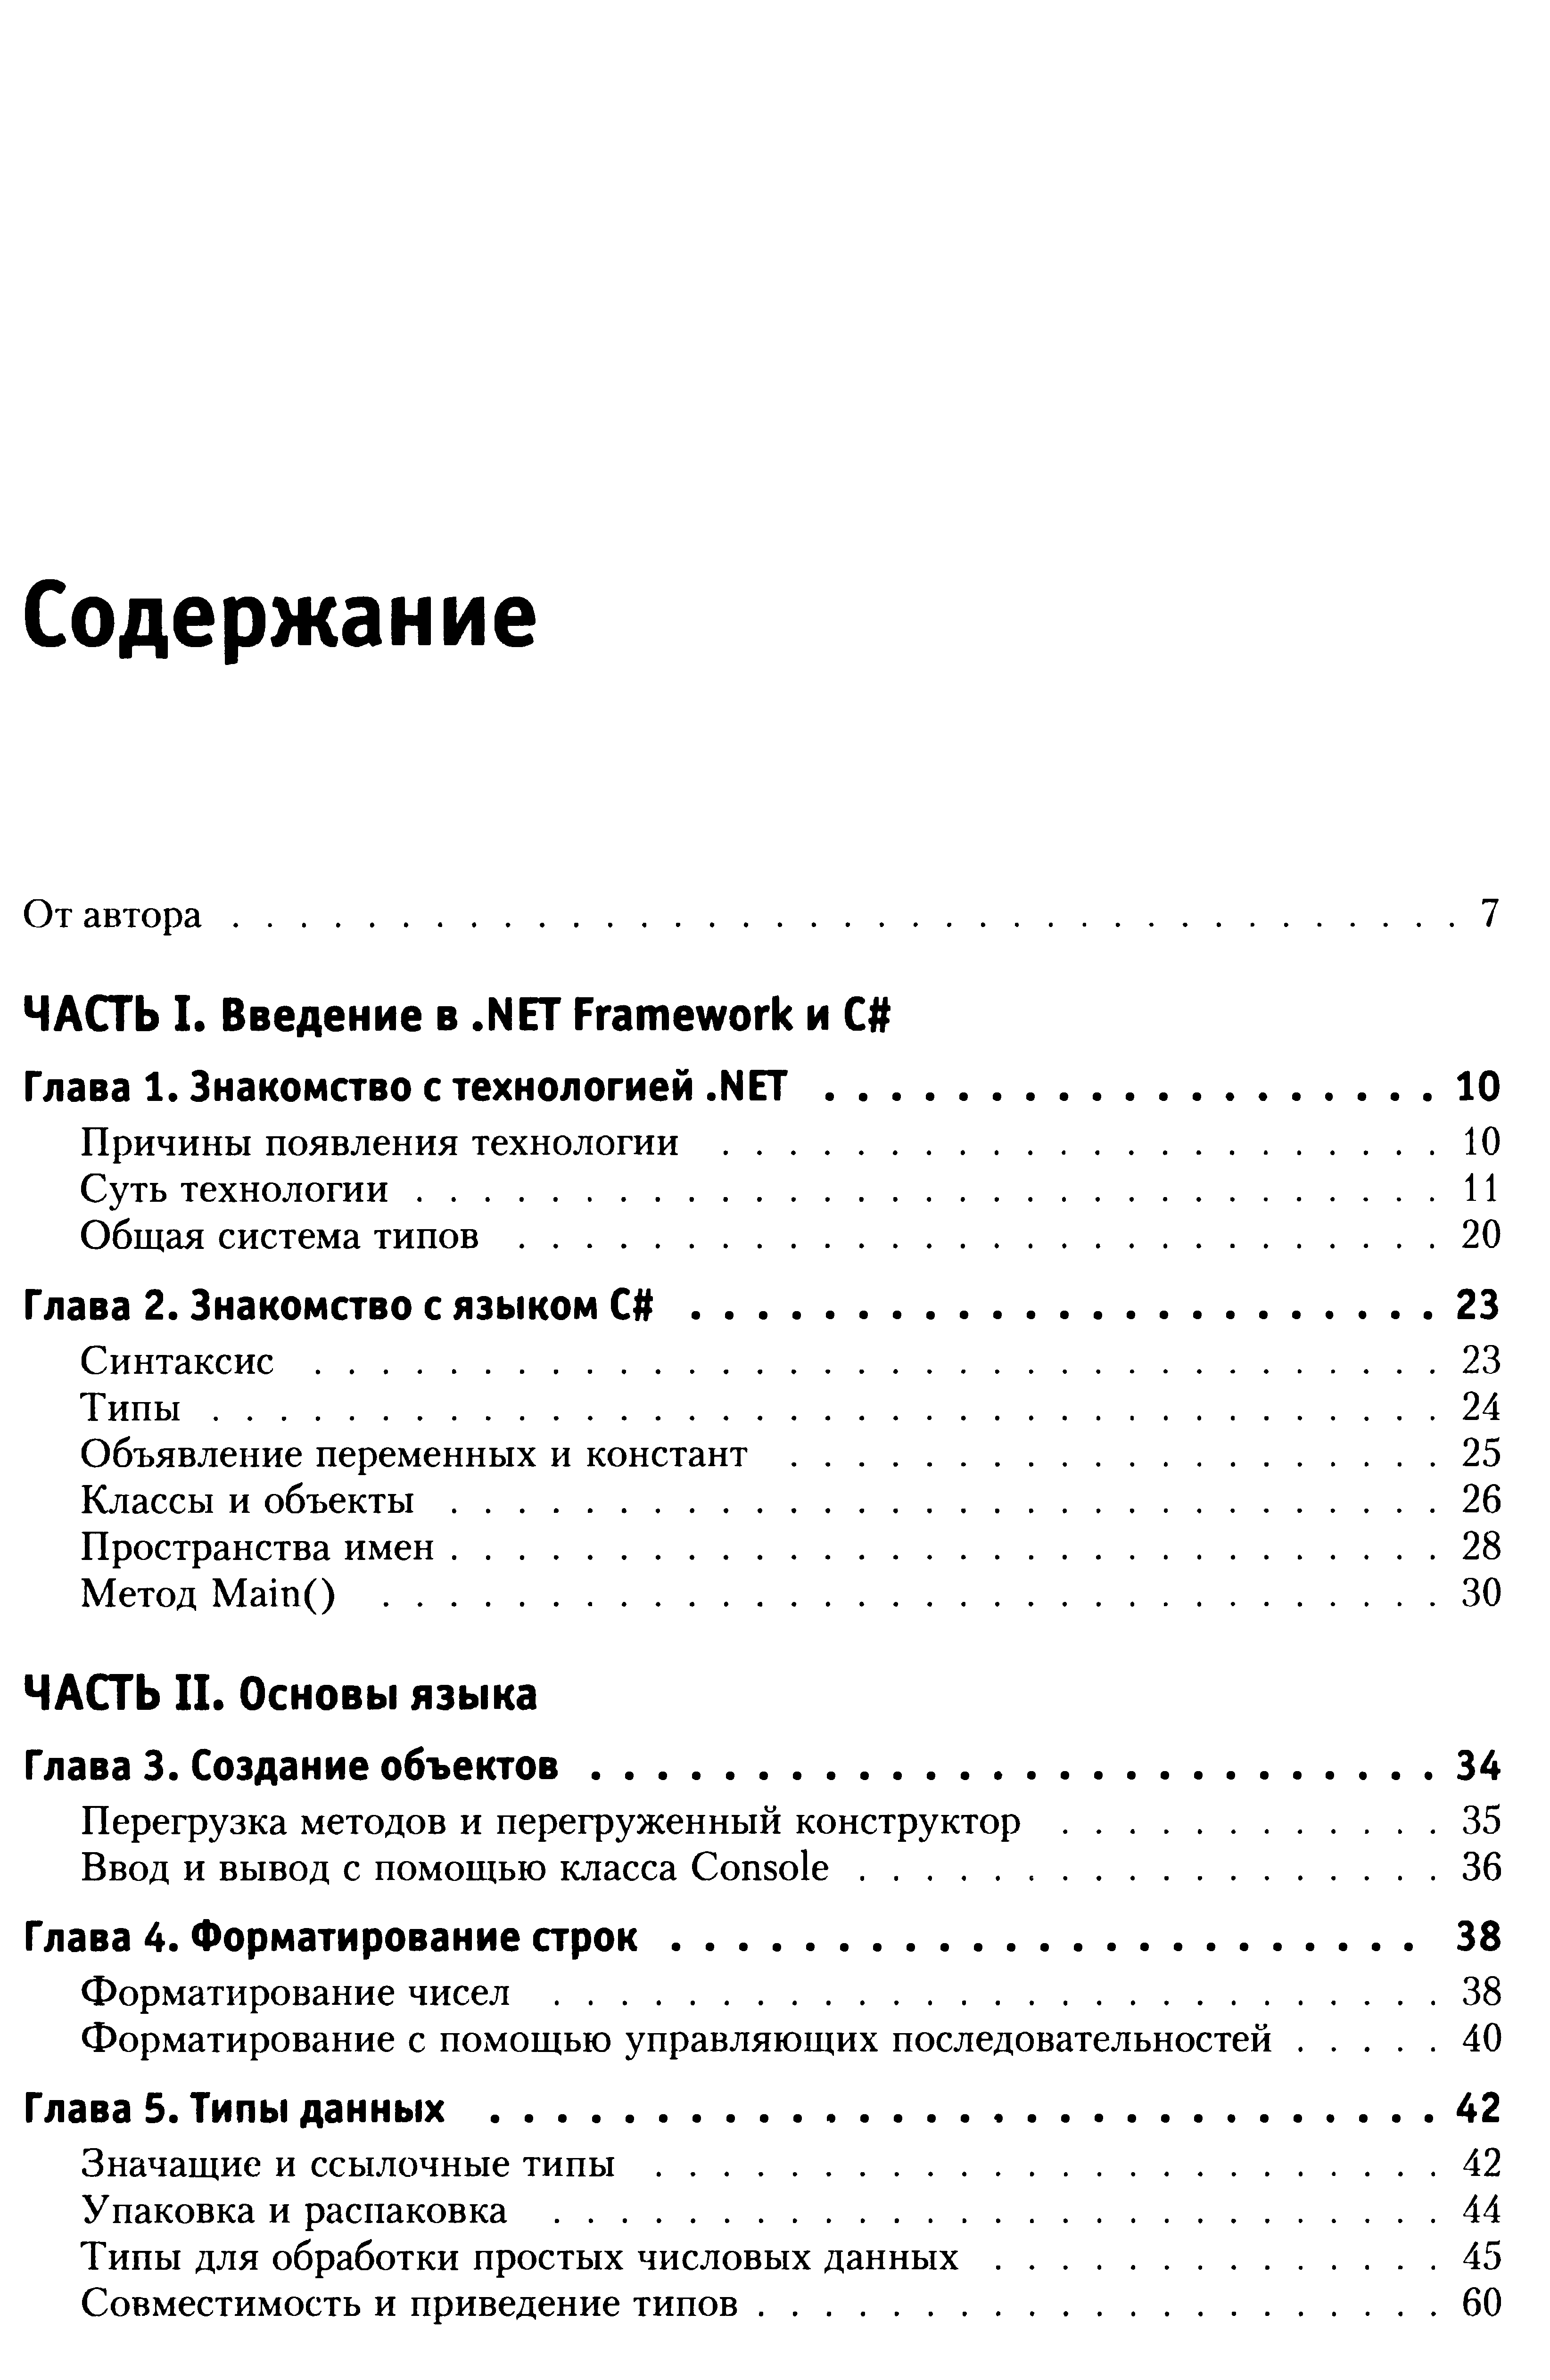 Содержание
От автора . . . . . . . . . . . . . . . . . . . . . . . . . . . . . . . . . . . . . 7
ЧАСТЬ I. Введение в .NET Framework и C#
Глава 1. Знакомство с технологией .NET . . . . . . . . . . . . . . . . . . . 10
Причины появления технологии . . . . . . . . . . . . . . . . . . . . . . 10
Суть технологии . . . . . . . . . . . . . . . . . . . . . . . . . . . . . . . 11
Общая система типов . . . . . . . . . . . . . . . . . . . . . . . . . . . . 20
Глава 2. Знакомство с языком C# . . . . . . . . . . . . . . . . . . . . . . . 23
Синтаксис . . . . . . . . . . . . . . . . . . . . . . . . . . . . . . . . . . 23
Типы . . . . . . . . . . . . . . . . . . . . . . . . . . . . . . . . . . . . . 24
Объявление переменных и констант . . . . . . . . . . . . . . . . . . . . 25
Классы и объекты . . . . . . . . . . . . . . . . . . . . . . . . . . . . . . 26
Пространства имен . . . . . . . . . . . . . . . . . . . . . . . . . . . . . . 28
Метод Main() . . . . . . . . . . . . . . . . . . . . . . . . . . . . . . . . 30
ЧАСТЬ II. Основы языка
Глава 3. Создание объектов . . . . . . . . . . . . . . . . . . . . . . . . . . 34
Перегрузка методов и перегруженный конструктор . . . . . . . . . . . . 35
Ввод и вывод с помощью класса Console . . . . . . . . . . . . . . . . . . 36
Глава 4. Форматирование строк . . . . . . . . . . . . . . . . . . . . . . . 38
Форматирование чисел . . . . . . . . . . . . . . . . . . . . . . . . . . . 38
Форматирование с помощью управляющих последовательностей . . . . . 40
Глава 5. Типы данных . . . . . . . . . . . . . . . . . . . . . . . . . . . . . 42
Значащие и ссылочные типы . . . . . . . . . . . . . . . . . . . . . . . . 42
Упаковка и распаковка . . . . . . . . . . . . . . . . . . . . . . . . . . . 44
Типы для обработки простых числовых данных . . . . . . . . . . . . . . 45
Совместимость и приведение типов . . . . . . . . . . . . . . . . . . . . . 60